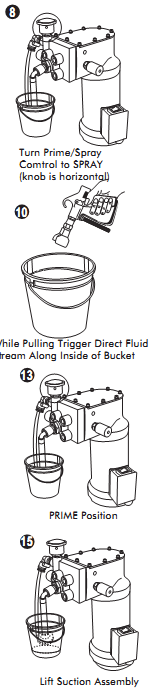 8
Turn Prime/Spray
Comtrol to SPRAY
(knob is horizontal)
10
While Pulling Trigger Direct Fluid
tream Along Inside of Bucket
13
PRIME Position
15
Lift Suction Assembly